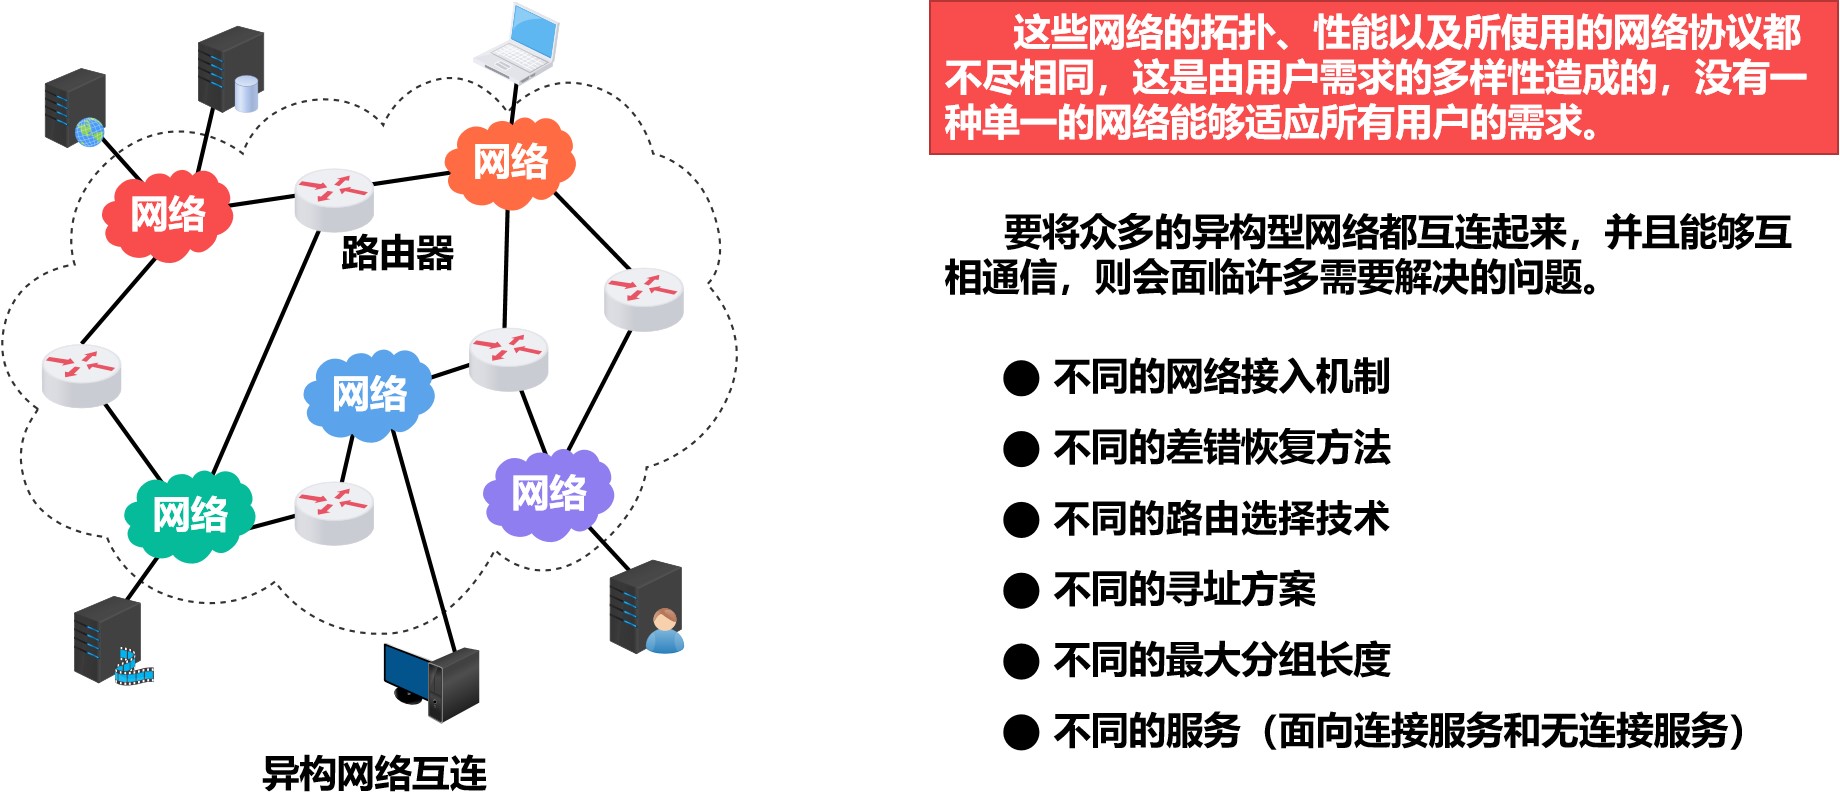 网络
网络
路由器
网络
网络
网络
异构网络互连
这些网络的拓扑、性能以及所使用的网络协议都
不尽相同，这是由用户需求的多样性造成的，没有一
种单一的网络能够适应所有用户的需求。
要将众多的异构型网络都互连起来，并且能够互
相通信，则会面临许多需要解决的问题。
● 不同的网络接入机制
● 不同的差错恢复方法
● 不同的路由选择技术
● 不同的寻址方案
● 不同的最大分组长度
● 不同的服务（面向连接服务和无连接服务）